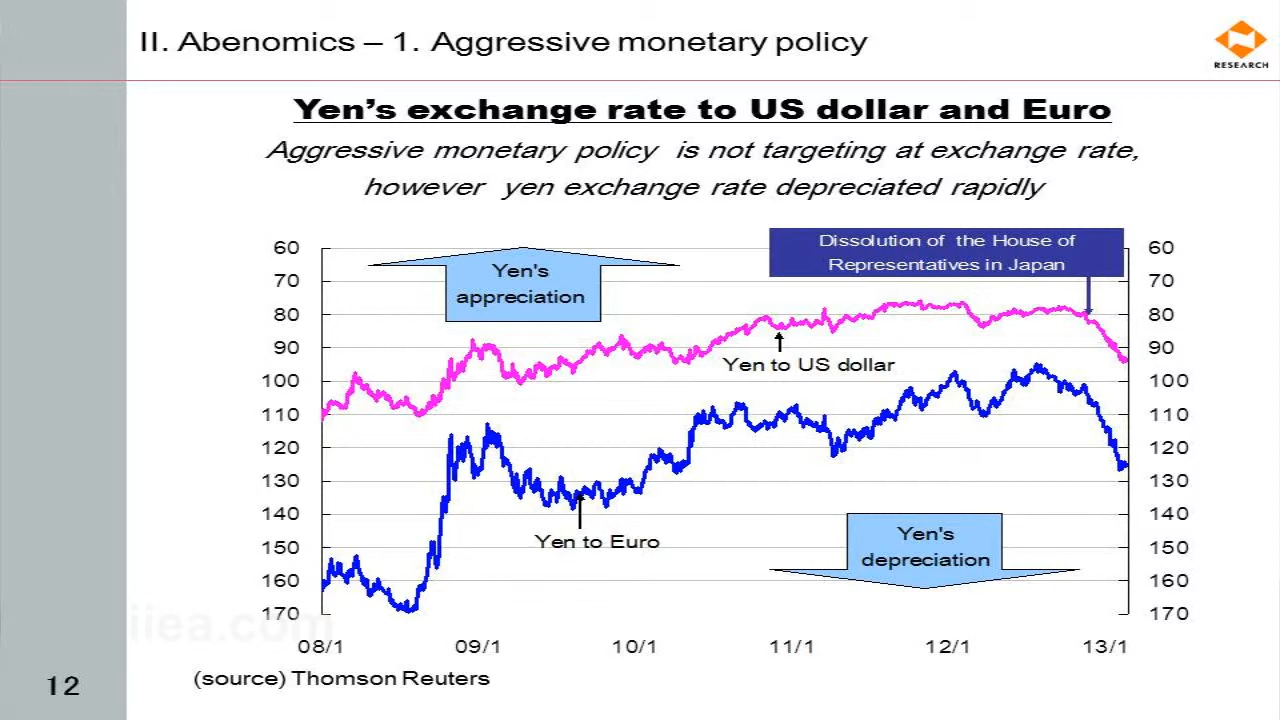 II. Abenomics – 1. Aggressive monetary policy
RESEARCH
Yen's exchange rate to US dollar and Euro
Aggressive monetary policy is not targeting at exchange rate,
however yen exchange rate depreciated rapidly
Dissolution of the House of
Representatives in Japan
Yen's
appreciation
Yen to US dollar
Yen to Euro
Yen's
depreciation
60
70
80
90
100
110
120
130
140
150
160
170
60
70
80
90
100
110
120
130
140
150
160
170
08/1 09/1 10/1 11/1 12/1 13/1
iiea.com
(source) Thomson Reuters
12